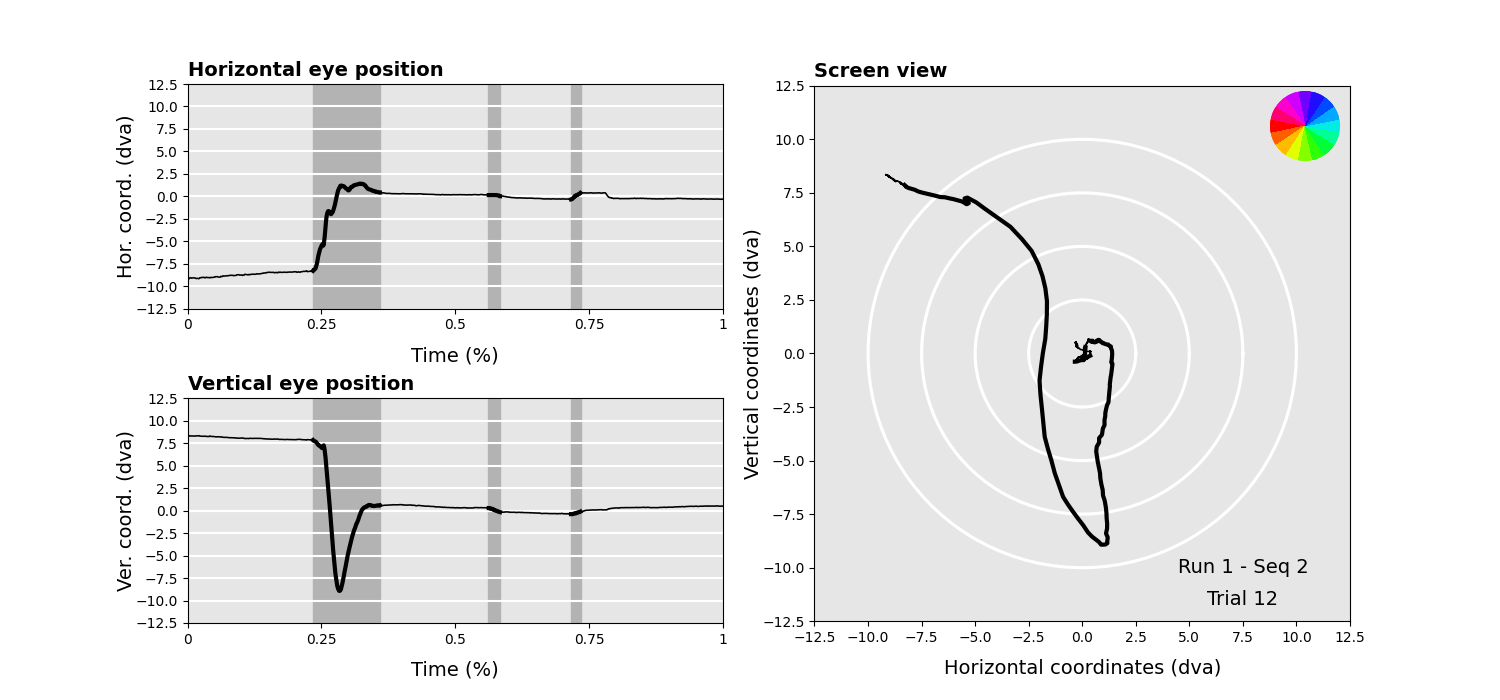 Horizontal eye position
Hor. coord. (dva)
12.5
10.0
7.5
5.0
2.5
0.0
−2.5
−5.0
−7.5
−10.0
−12.5
0 0.25 0.5 0.75 1
Time (%)
Vertical eye position
Ver. coord. (dva)
12.5
10.0
7.5
5.0
2.5
0.0
−2.5
−5.0
−7.5
−10.0
−12.5
0 0.25 0.5 0.75 1
Time (%)
Screen view
Vertical coordinates (dva)
12.5
10.0
7.5
5.0
2.5
0.0
−2.5
−5.0
−7.5
−10.0
−12.5
Run 1 - Seq 2
Trial 12
−12.5 −10.0 −7.5 −5.0 −2.5 0.0 2.5 5.0 7.5 10.0 12.5
Horizontal coordinates (dva)